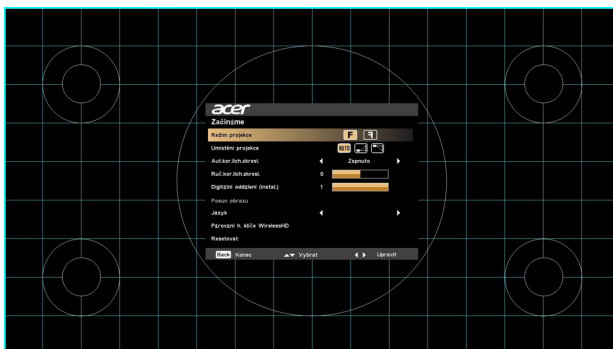 acer
Začínáme
Režim projekce F F
Umístění projekce AUTO
Aut.kor.lich.zkresl. Zapnuto
Ruč.kor.lich.zkresl. 0
Digitální oddálení (instal.) 1
Posun obrazu
Jazyk
Párování h. klíče WirelessHD
Resetovat
Back Konec Vybrat Upravit